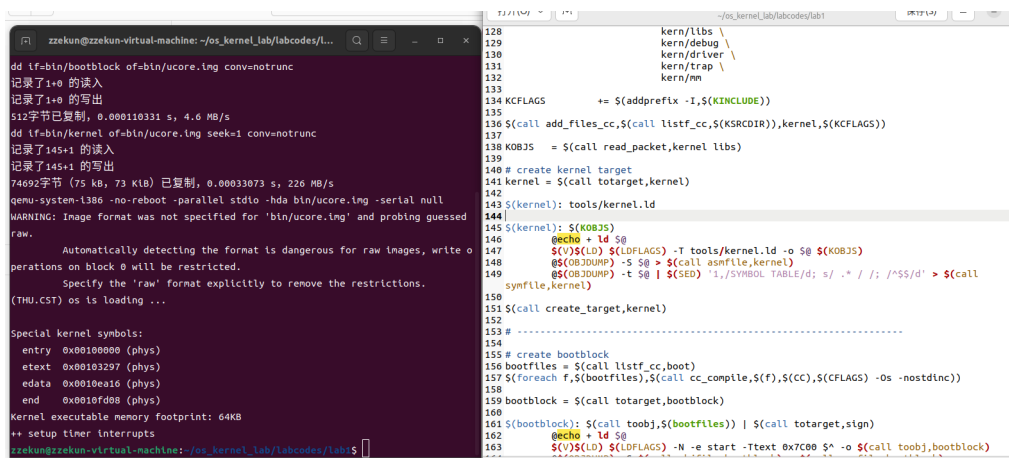 zzekun@zzekun-virtual-machine: ~/os_kernel_lab/labcodes/l...
dd if=bin/bootblock of=bin/ucore.img conv=notrunc
记录了1+0 的读入
记录了1+0 的写出
512字节已复制，0.000110331 s，4.6 MB/s
dd if=bin/kernel of=bin/ucore.img seek=1 conv=notrunc
记录了145+1 的读入
记录了145+1 的写出
74692字节（75 kB，73 KiB）已复制，0.00033073 s，226 MB/s
qemu-system-i386 -no-reboot -parallel stdio -hda bin/ucore.img -serial null
WARNING: Image format was not specified for 'bin/ucore.img' and probing guessed
raw.
Automatically detecting the format is dangerous for raw images, write o
perations on block 0 will be restricted.
Specify the 'raw' format explicitly to remove the restrictions.
(THU.CST) os is loading ...
Special kernel symbols:
entry 0x00100000 (phys)
etext 0x00103297 (phys)
edata 0x0010ea16 (phys)
end 0x0010fd08 (phys)
Kernel executable memory footprint: 64KB
++ setup timer interrupts
zzekun@zzekun-virtual-machine:~/os_kernel_lab/labcodes/lab1$
打开(O)
~/os_kernel_lab/labcodes/lab1
保存(S)
128 kern/libs \
129 kern/debug \
130 kern/driver \
131 kern/trap \
132 kern/mm
133
134 KCFLAGS += $(addprefix -I,$(KINCLUDE))
135
136 $(call add_files_cc,$(call listf_cc,$(KSRCDIR)),kernel,$(KCFLAGS))
137
138 KOBJS = $(call read_packet,kernel libs)
139
140 # create kernel target
141 kernel = $(call totarget,kernel)
142
143 $(kernel): tools/kernel.ld
144
145 $(kernel): $(KOBJS)
146 @echo + ld $@
147 $(V)$(LD) $(LDFLAGS) -T tools/kernel.ld -o $@ $(KOBJS)
148 @$(OBJDUMP) -S $@ > $(call asmfile,kernel)
149 @$(OBJDUMP) -t $@ | $(SED) '1,/SYMBOL TABLE/d; s/ .* / /; /^$$/d' > $(call
symfile,kernel)
150
151 $(call create_target,kernel)
152
153 # -------------------------------------------------------------------
154
155 # create bootblock
156 bootfiles = $(call listf_cc,boot)
157 $(foreach f,$(bootfiles),$(call cc_compile,$(f),$(CC),$(CFLAGS) -Os -nostdinc))
158
159 bootblock = $(call totarget,bootblock)
160
161 $(bootblock): $(call toobj,$(bootfiles)) | $(call totarget,sign)
162 @echo + ld $@
163 $(V)$(LD) $(LDFLAGS) -N -e start -Ttext 0x7C00 $^ -o $(call toobj,bootblock)